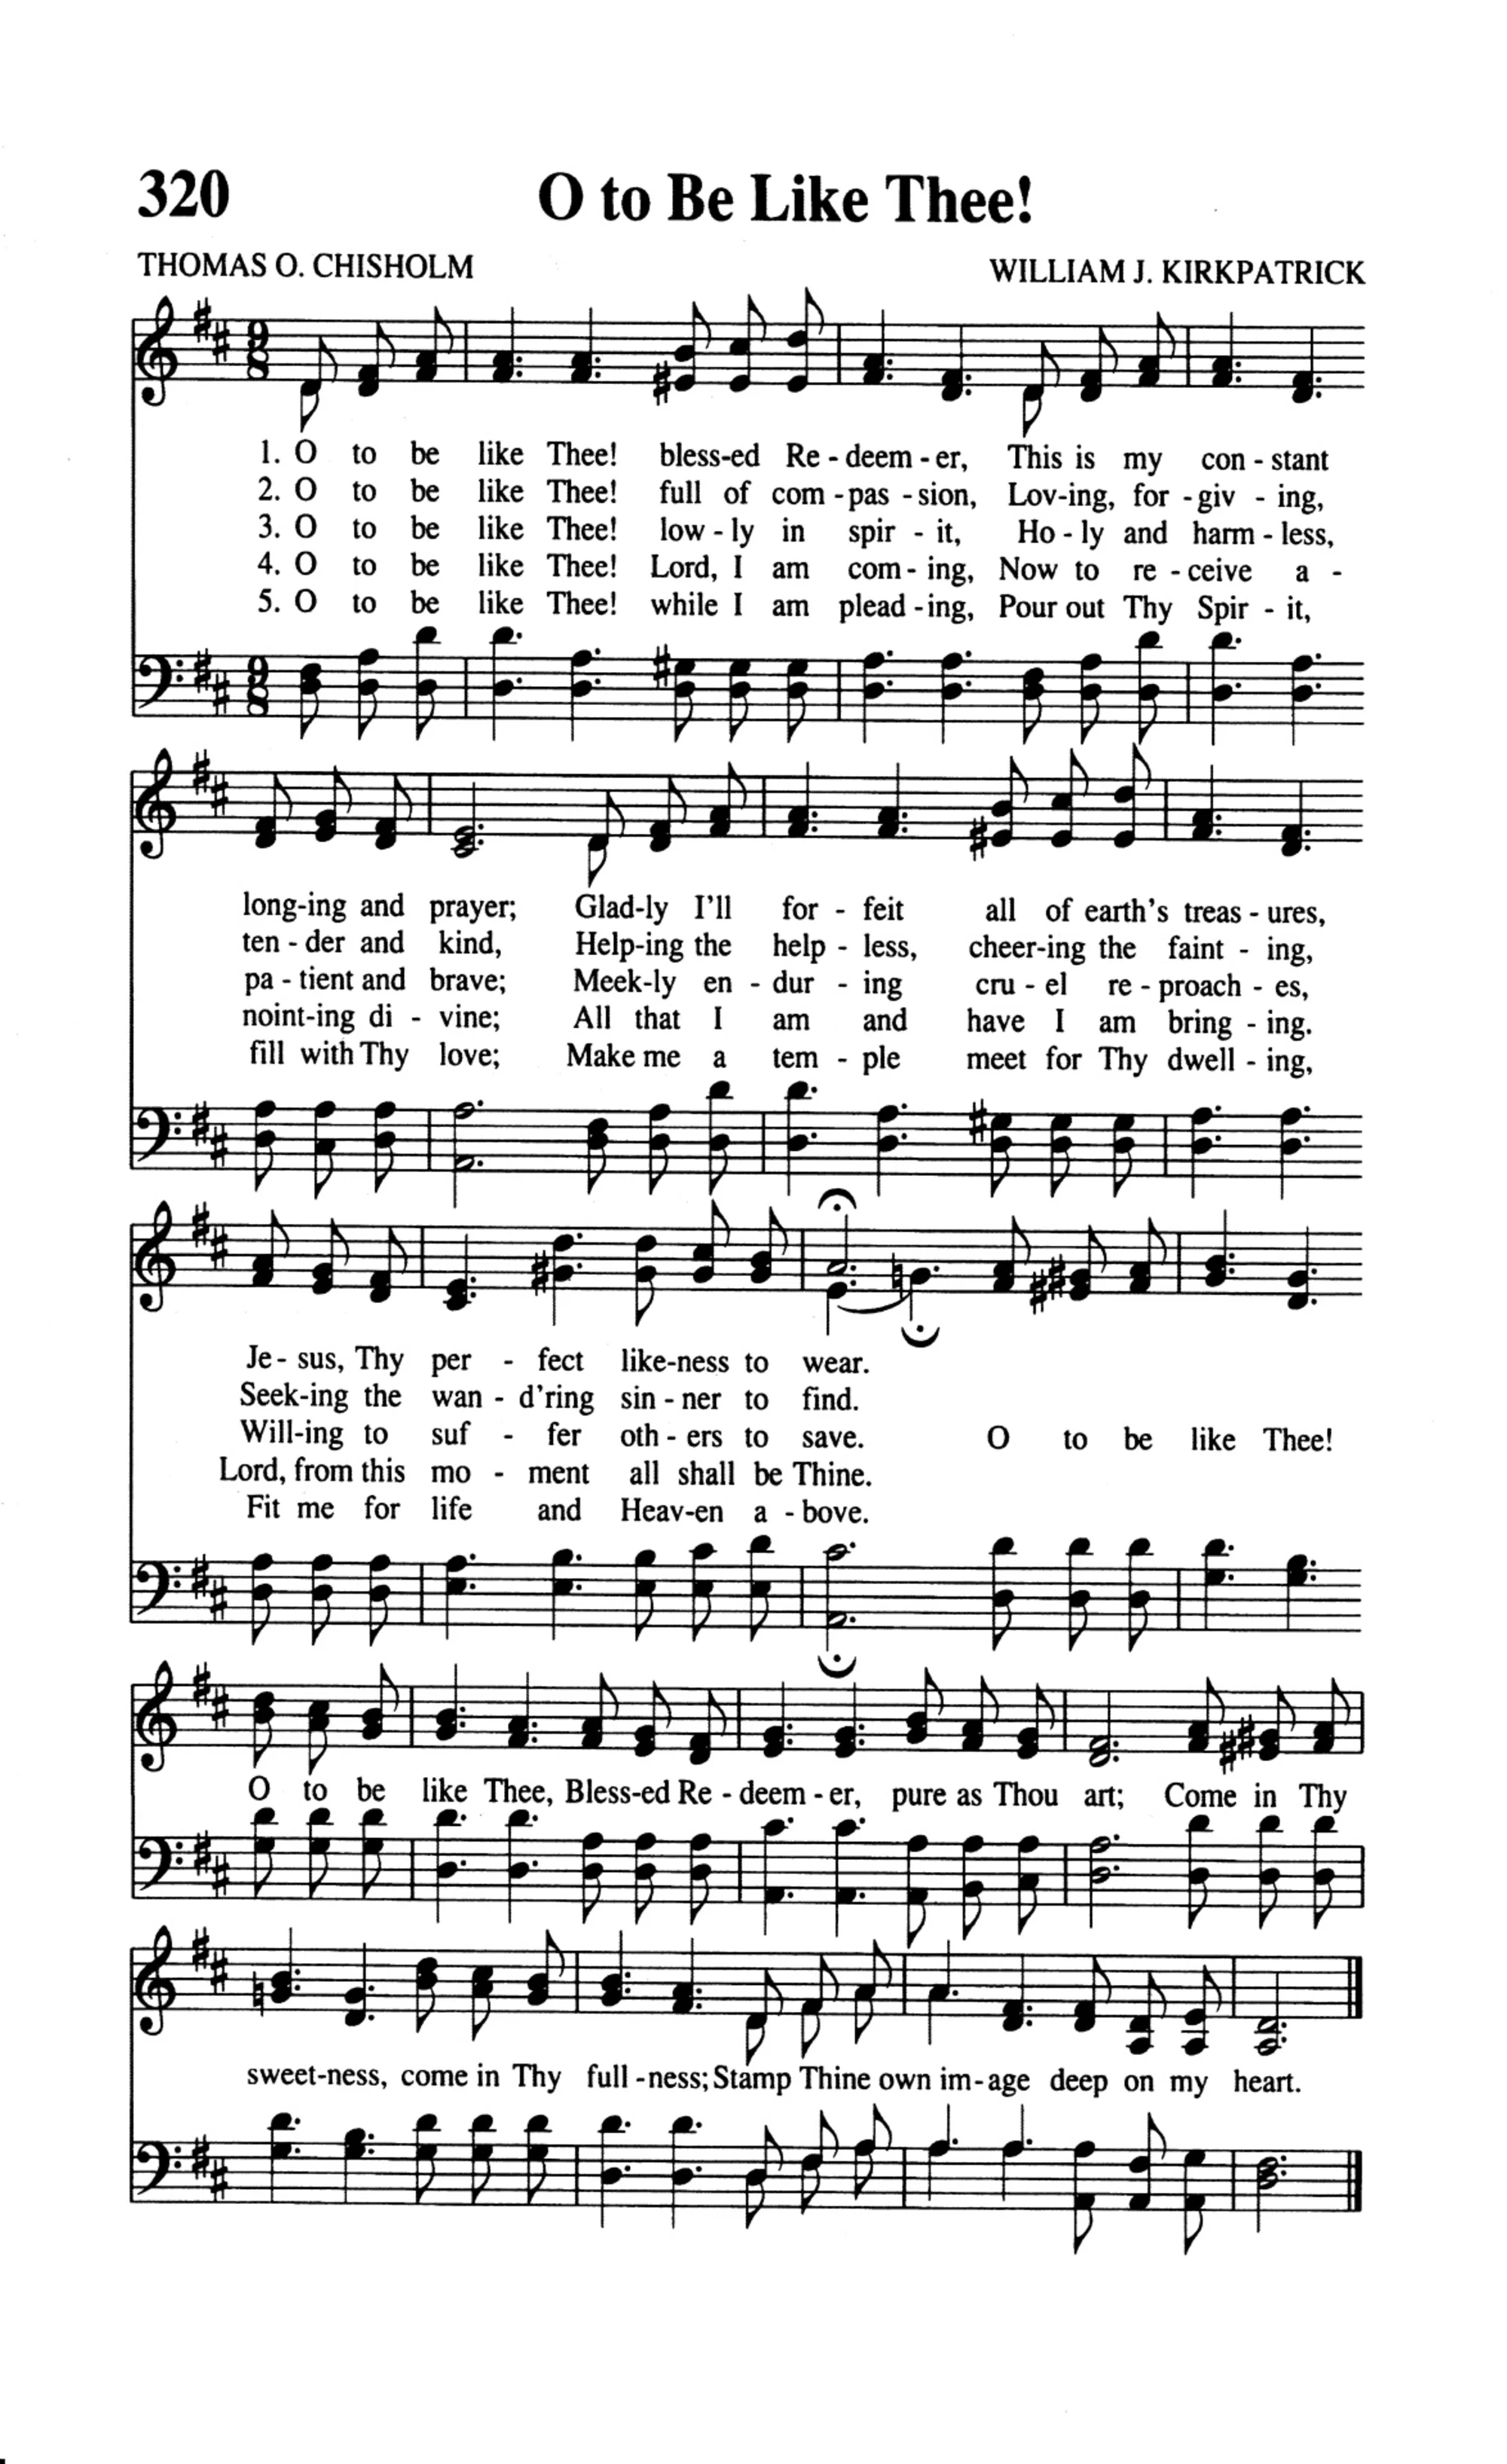 320
O to Be Like Thee!
THOMAS O. CHISHOLM
WILLIAM J. KIRKPATRICK
9 8
1. O to be like Thee! bless-ed Re - deem - er, This is my con - stant
2. O to be like Thee! full of com - pas - sion, Lov-ing, for - giv - ing,
3. O to be like Thee! low - ly in spir - it, Ho - ly and harm - less,
4. O to be like Thee! Lord, I am com - ing, Now to re - ceive a -
5. O to be like Thee! while I am plead - ing, Pour out Thy Spir - it,
9 8
long-ing and prayer; Glad-ly I'll for - feit all of earth's treas - ures,
ten - der and kind, Help-ing the help - less, cheer-ing the faint - ing,
pa - tient and brave; Meek-ly en - dur - ing cru - el re - proach - es,
noint-ing di - vine; All that I am and have I am bring - ing.
fill with Thy love; Make me a tem - ple meet for Thy dwell - ing,
Je - sus, Thy per - fect like-ness to wear.
Seek-ing the wan - d'ring sin - ner to find.
Will-ing to suf - fer oth - ers to save. O to be like Thee!
Lord, from this mo - ment all shall be Thine.
Fit me for life and Heav-en a - bove.
O to be like Thee, Bless-ed Re - deem - er, pure as Thou art; Come in Thy
sweet-ness, come in Thy full - ness; Stamp Thine own im - age deep on my heart.